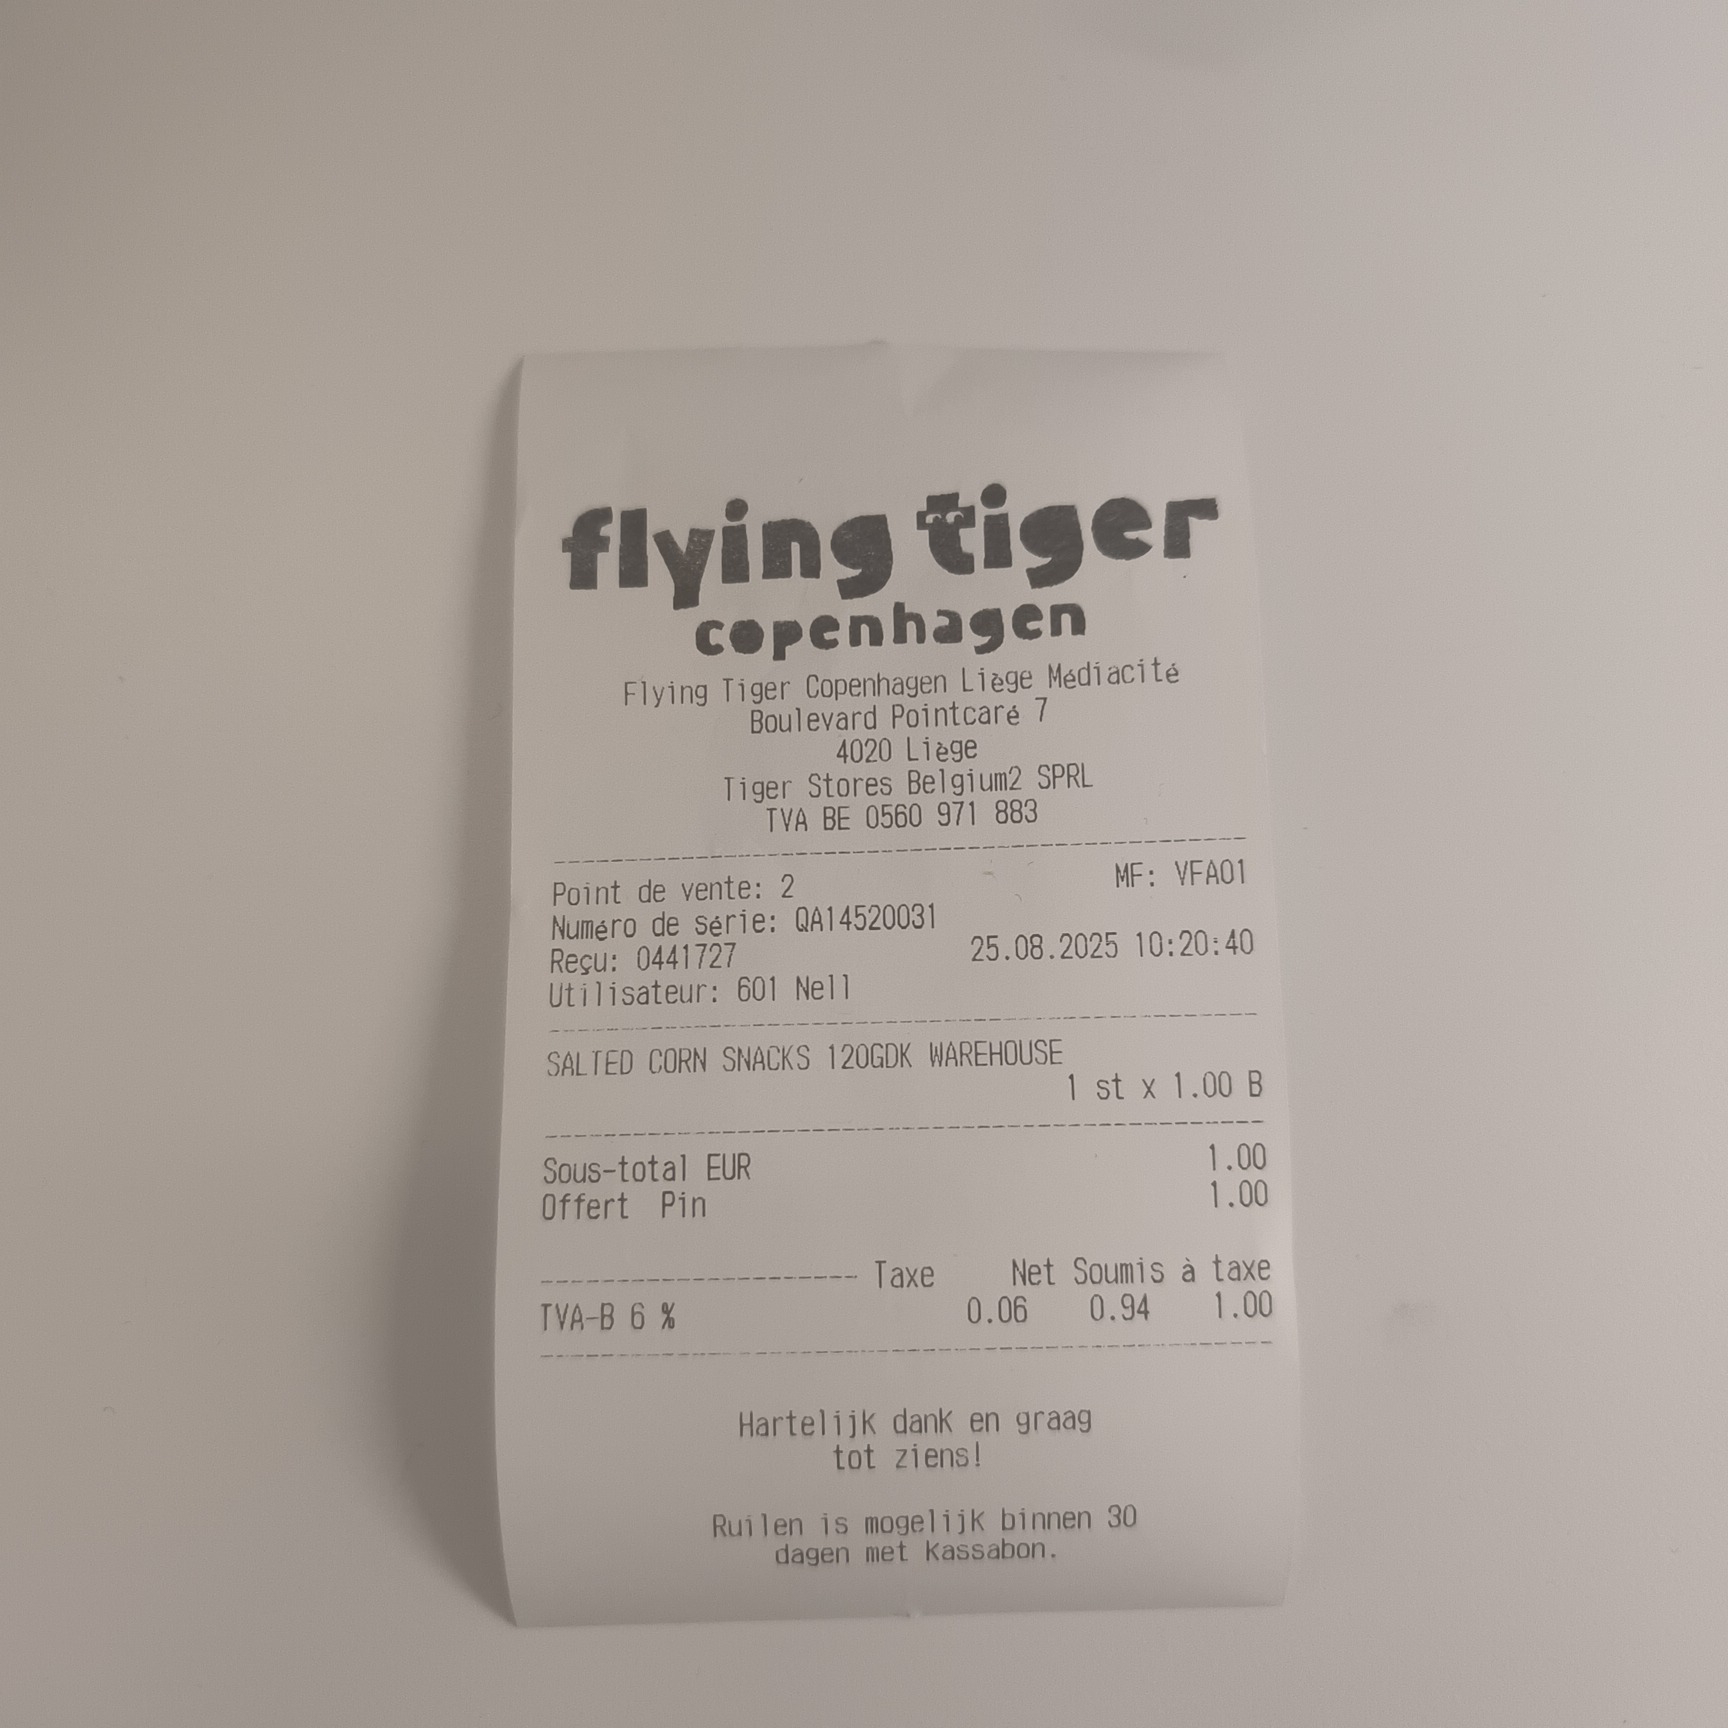 flying tiger
copenhagen
Flying Tiger Copenhagen Liège Médiacité
Boulevard Pointcaré 7
4020 Liège
Tiger Stores Belgium2 SPRL
TVA BE 0560 971 883
Point de vente: 2 MF: VFA01
Numéro de série: QA14520031
Reçu: 0441727 25.08.2025 10:20:40
Utilisateur: 601 Nell
SALTED CORN SNACKS 120GDK WAREHOUSE
1 st x 1.00 B
Sous-total EUR 1.00
Offert Pin 1.00
Taxe Net Soumis à taxe
TVA-B 6 % 0.06 0.94 1.00
Hartelijk dank en graag
tot ziens!
Ruilen is mogelijk binnen 30
dagen met kassabon.